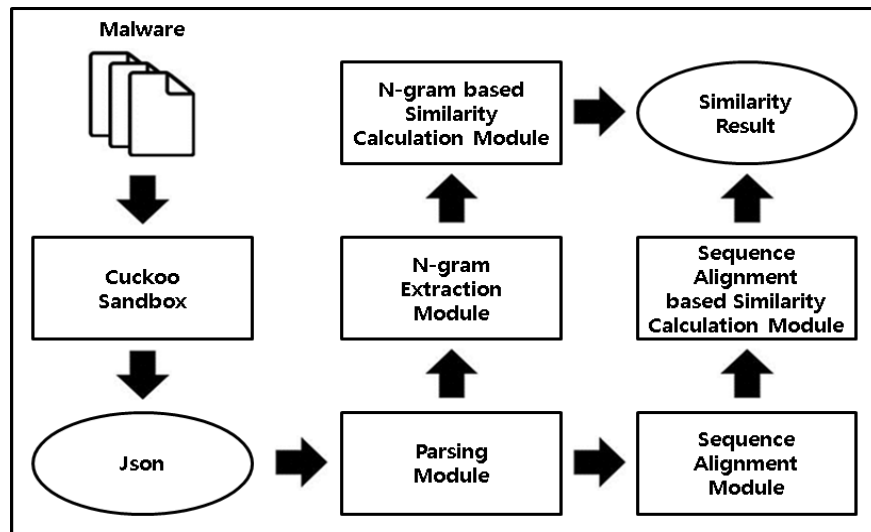 Malware
Cuckoo
Sandbox
Json
N-gram based
Similarity
Calculation Module
N-gram
Extraction
Module
Parsing
Module
Similarity
Result
Sequence
Alignment
based Similarity
Calculation Module
Sequence
Alignment
Module